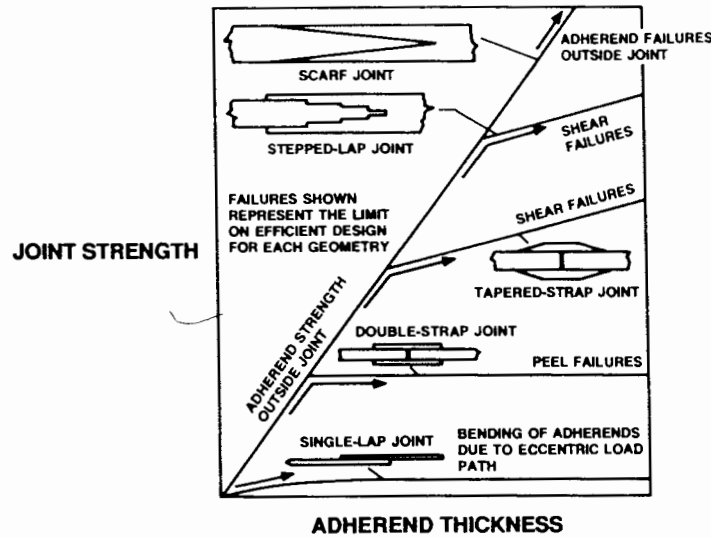 ADHEREND FAILURES
OUTSIDE JOINT
SCARF JOINT
STEPPED-LAP JOINT
SHEAR
FAILURES
FAILURES SHOWN
REPRESENT THE LIMIT
ON EFFICIENT DESIGN
FOR EACH GEOMETRY
SHEAR FAILURES
JOINT STRENGTH
TAPERED-STRAP JOINT
ADHEREND STRENGTH
OUTSIDE JOINT
DOUBLE-STRAP JOINT
PEEL FAILURES
SINGLE-LAP JOINT
BENDING OF ADHERENDS
DUE TO ECCENTRIC LOAD
PATH
ADHEREND THICKNESS